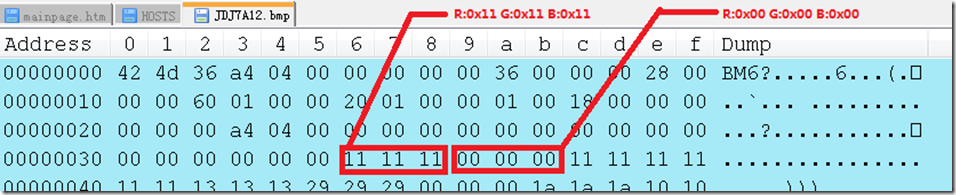 mainpage.htm HOSTS JDJ7A12.bmp R:0x11 G:0x11 B:0x11 R:0x00 G:0x00 B:0x00
Address 0 1 2 3 4 5 6 7 8 9 a b c d e f Dump
00000000 42 4d 36 a4 04 00 00 00 00 00 36 00 00 00 28 00 BM6?.....6...(.□
00000010 00 00 60 01 00 00 20 01 00 00 01 00 18 00 00 00 ..`... .........
00000020 00 00 00 a4 04 00 00 00 00 00 00 00 00 00 00 00 ...?...........□
00000030 00 00 00 00 00 00 11 11 11 00 00 00 11 11 11 11 ................
00000040 11 11 13 13 13 29 29 29 00 00 00 1a 1a 1a 10 10 )))